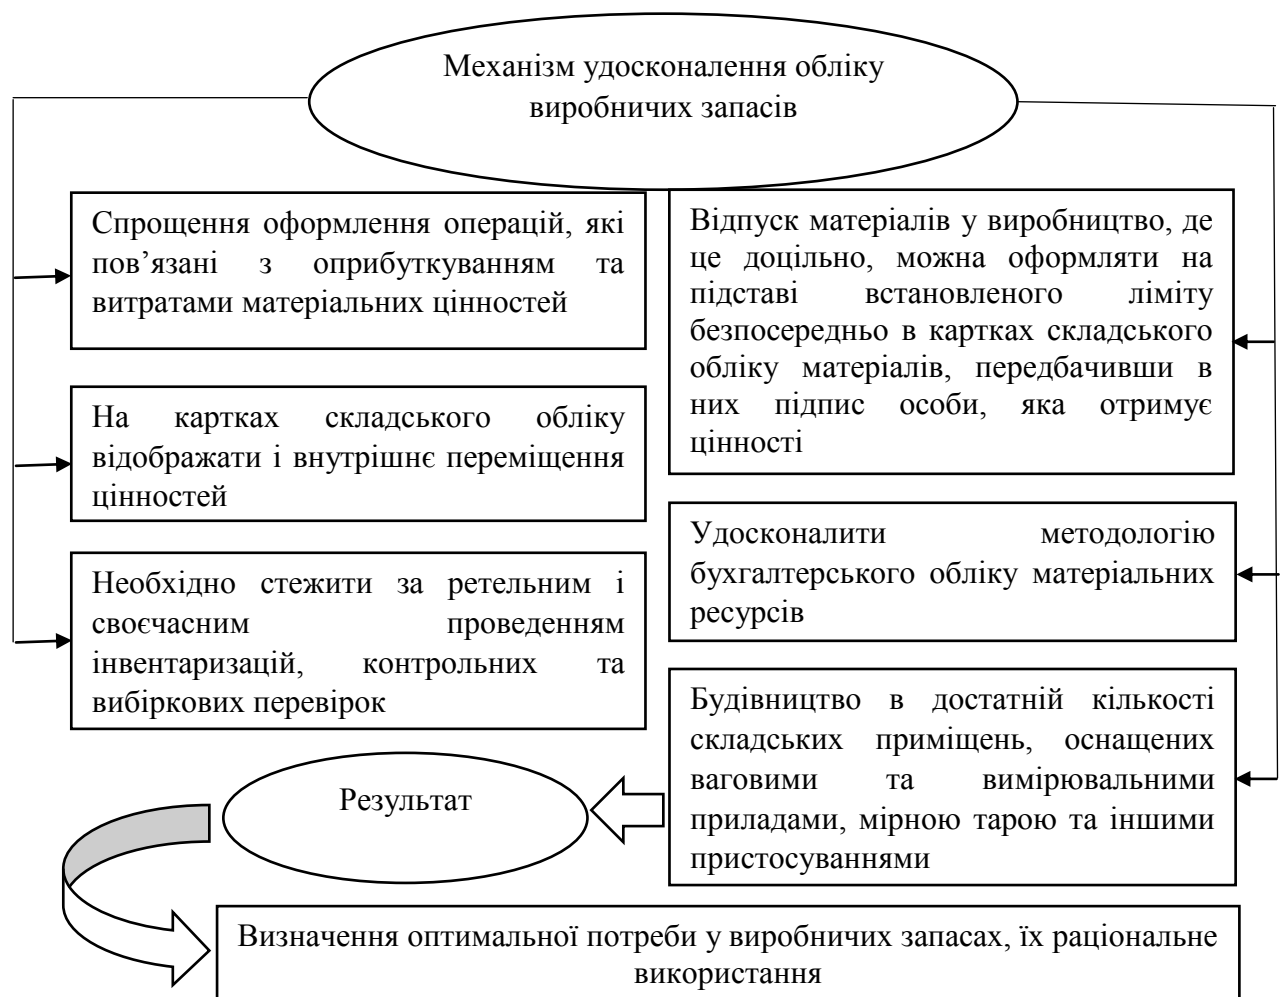 Механізм удосконалення обліку
виробничих запасів
Спрощення оформлення операцій, які
пов’язані з оприбуткуванням та
витратами матеріальних цінностей
На картках складського обліку
відображати і внутрішнє переміщення
цінностей
Необхідно стежити за ретельним і
своєчасним проведенням
інвентаризацій, контрольних та
вибіркових перевірок
Відпуск матеріалів у виробництво, де
це доцільно, можна оформляти на
підставі встановленого ліміту
безпосередньо в картках складського
обліку матеріалів, передбачивши в
них підпис особи, яка отримує
цінності
Удосконалити методологію
бухгалтерського обліку матеріальних
ресурсів
Будівництво в достатній кількості
складських приміщень, оснащених
ваговими та вимірювальними
приладами, мірною тарою та іншими
пристосуваннями
Результат
Визначення оптимальної потреби у виробничих запасах, їх раціональне
використання